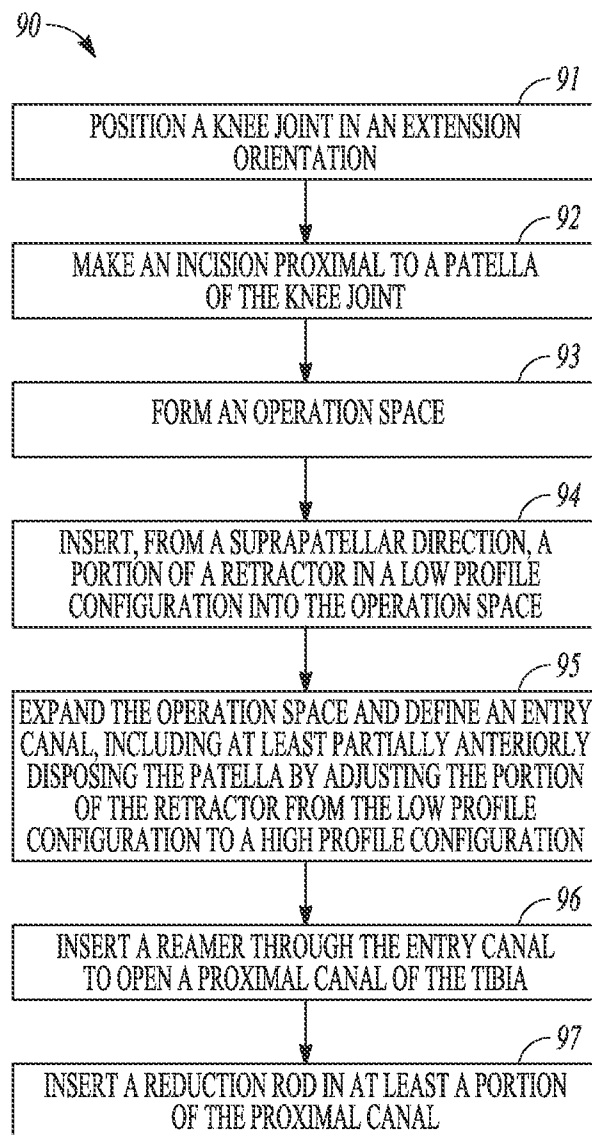 90
91
POSITION A KNEE JOINT IN AN EXTENSION
ORIENTATION
92
MAKE AN INCISION PROXIMAL TO A PATELLA
OF THE KNEE JOINT
93
FORM AN OPERATION SPACE
94
INSERT, FROM A SUPRAPATELLAR DIRECTION, A
PORTION OF A RETRACTOR IN A LOW PROFILE
CONFIGURATION INTO THE OPERATION SPACE
95
EXPAND THE OPERATION SPACE AND DEFINE AN ENTRY
CANAL, INCLUDING AT LEAST PARTIALLY ANTERIORLY
DISPOSING THE PATELLA BY ADJUSTING THE PORTION
OF THE RETRACTOR FROM THE LOW PROFILE
CONFIGURATION TO A HIGH PROFILE CONFIGURATION
96
INSERT A REAMER THROUGH THE ENTRY CANAL
TO OPEN A PROXIMAL CANAL OF THE TIBIA
97
INSERT A REDUCTION ROD IN AT LEAST A PORTION
OF THE PROXIMAL CANAL